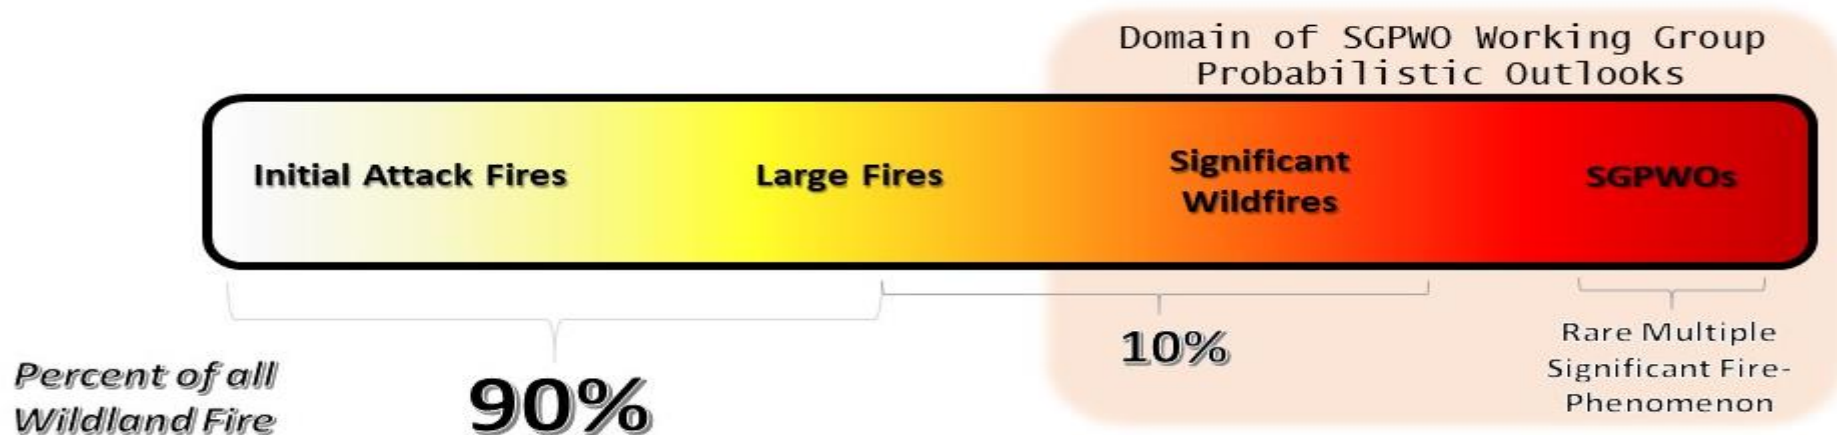 Domain of SGPWO Working Group
Probabilistic Outlooks
Initial Attack Fires
Large Fires
Significant
Wildfires
SGPWOs
Percent of all
Wildland Fire
90%
10%
Rare Multiple
Significant Fire-
Phenomenon